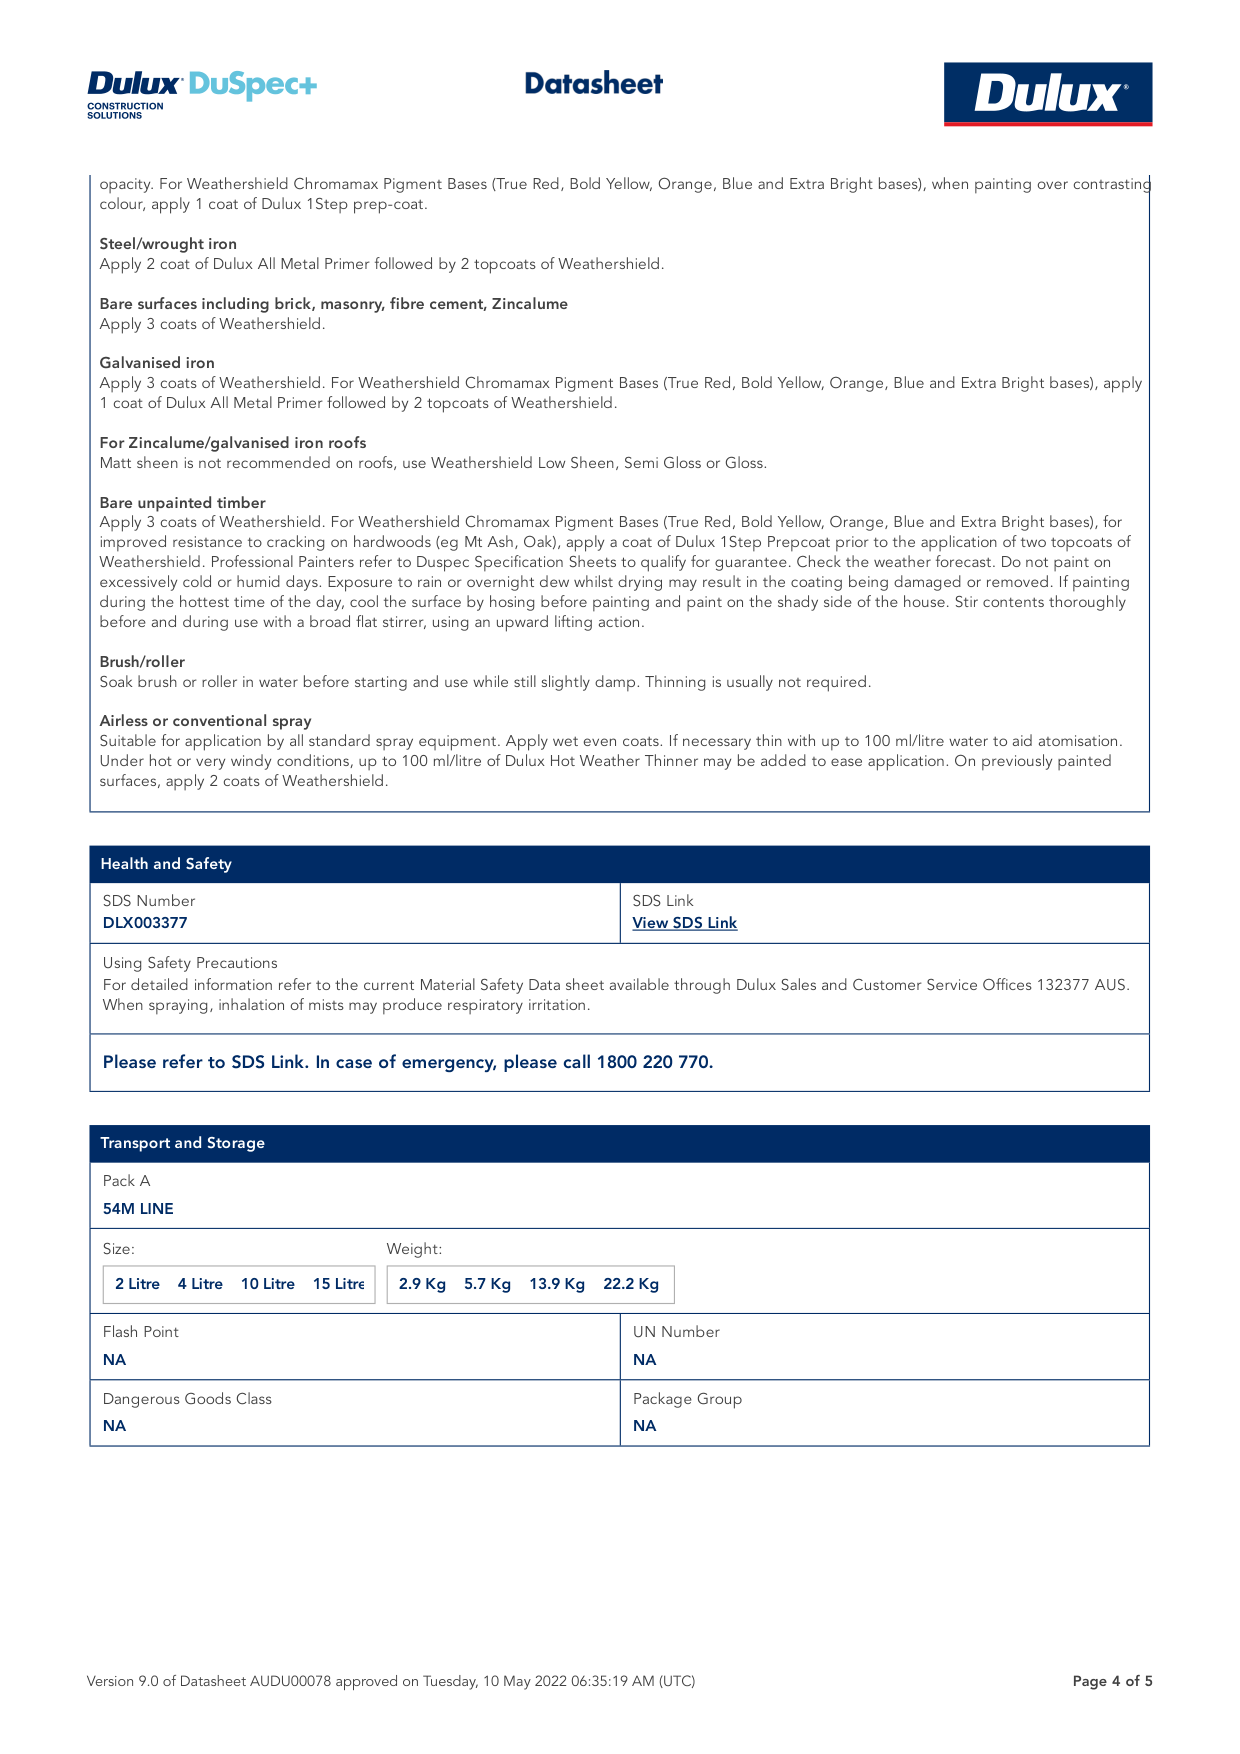 Dulux DuSpec+
CONSTRUCTION
SOLUTIONS
Datasheet
Dulux®
opacity. For Weathershield Chromamax Pigment Bases (True Red, Bold Yellow, Orange, Blue and Extra Bright bases), when painting over contrasting
colour, apply 1 coat of Dulux 1Step prep-coat.
Steel/wrought iron
Apply 2 coat of Dulux All Metal Primer followed by 2 topcoats of Weathershield.
Bare surfaces including brick, masonry, fibre cement, Zincalume
Apply 3 coats of Weathershield.
Galvanised iron
Apply 3 coats of Weathershield. For Weathershield Chromamax Pigment Bases (True Red, Bold Yellow, Orange, Blue and Extra Bright bases), apply
1 coat of Dulux All Metal Primer followed by 2 topcoats of Weathershield.
For Zincalume/galvanised iron roofs
Matt sheen is not recommended on roofs, use Weathershield Low Sheen, Semi Gloss or Gloss.
Bare unpainted timber
Apply 3 coats of Weathershield. For Weathershield Chromamax Pigment Bases (True Red, Bold Yellow, Orange, Blue and Extra Bright bases), for
improved resistance to cracking on hardwoods (eg Mt Ash, Oak), apply a coat of Dulux 1Step Prepcoat prior to the application of two topcoats of
Weathershield. Professional Painters refer to Duspec Specification Sheets to qualify for guarantee. Check the weather forecast. Do not paint on
excessively cold or humid days. Exposure to rain or overnight dew whilst drying may result in the coating being damaged or removed. If painting
during the hottest time of the day, cool the surface by hosing before painting and paint on the shady side of the house. Stir contents thoroughly
before and during use with a broad flat stirrer, using an upward lifting action.
Brush/roller
Soak brush or roller in water before starting and use while still slightly damp. Thinning is usually not required.
Airless or conventional spray
Suitable for application by all standard spray equipment. Apply wet even coats. If necessary thin with up to 100 ml/litre water to aid atomisation.
Under hot or very windy conditions, up to 100 ml/litre of Dulux Hot Weather Thinner may be added to ease application. On previously painted
surfaces, apply 2 coats of Weathershield.
Health and Safety
SDS Number
DLX003377
SDS Link
View SDS Link
Using Safety Precautions
For detailed information refer to the current Material Safety Data sheet available through Dulux Sales and Customer Service Offices 132377 AUS.
When spraying, inhalation of mists may produce respiratory irritation.
Please refer to SDS Link. In case of emergency, please call 1800 220 770.
Transport and Storage
Pack A
54M LINE
Size:
2 Litre 4 Litre 10 Litre 15 Litre
Weight:
2.9 Kg 5.7 Kg 13.9 Kg 22.2 Kg
Flash Point
NA
UN Number
NA
Dangerous Goods Class
NA
Package Group
NA
Version 9.0 of Datasheet AUDU00078 approved on Tuesday, 10 May 2022 06:35:19 AM (UTC)
Page 4 of 5